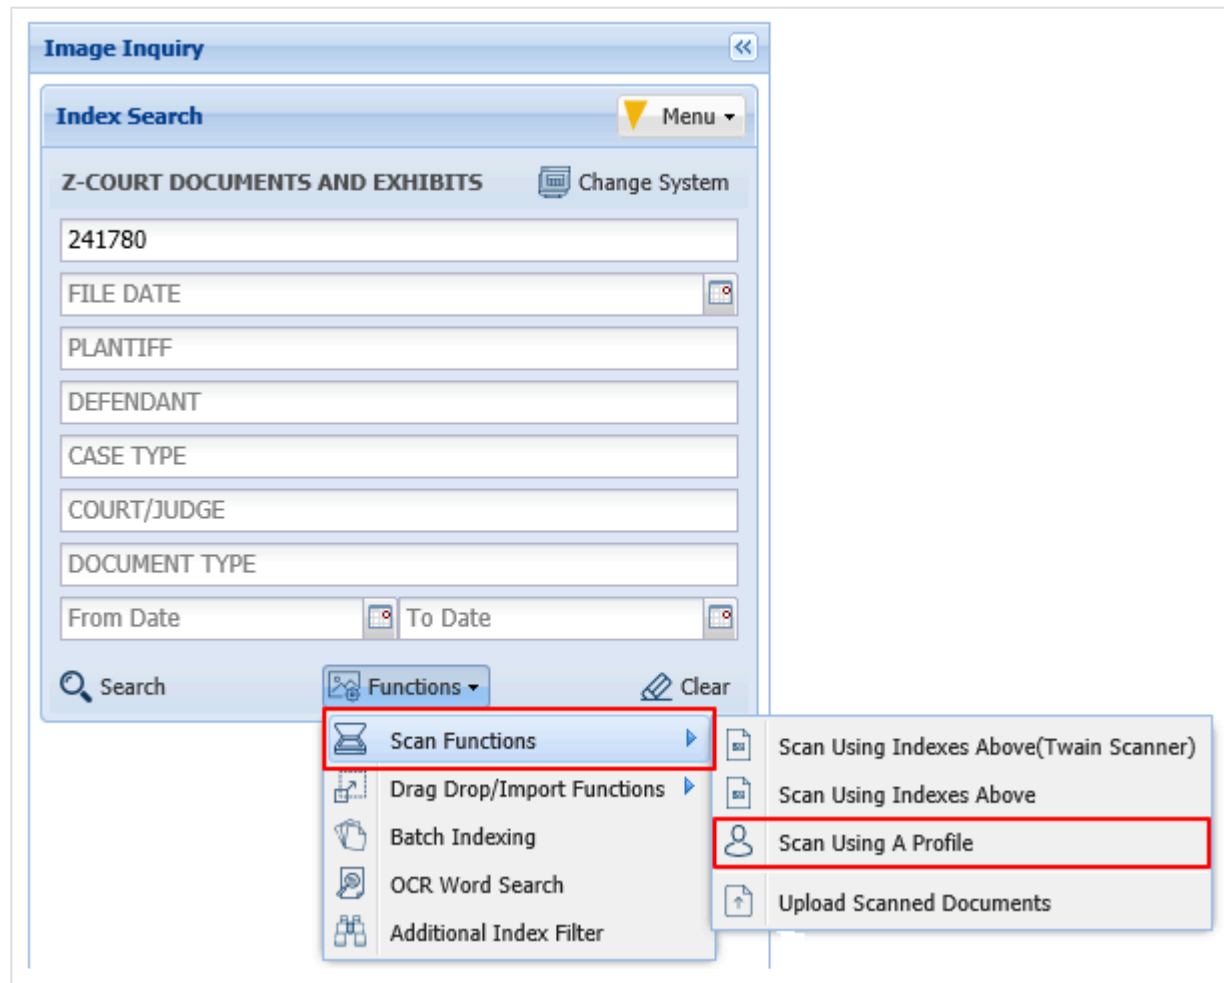 Image Inquiry
Index Search
Menu
Z-COURT DOCUMENTS AND EXHIBITS
Change System
241780
FILE DATE
PLANTIFF
DEFENDANT
CASE TYPE
COURT/JUDGE
DOCUMENT TYPE
From Date
To Date
Search
Functions
Clear
Scan Functions
Drag Drop/Import Functions
Batch Indexing
OCR Word Search
Additional Index Filter
Scan Using Indexes Above(Twain Scanner)
Scan Using Indexes Above
Scan Using A Profile
Upload Scanned Documents